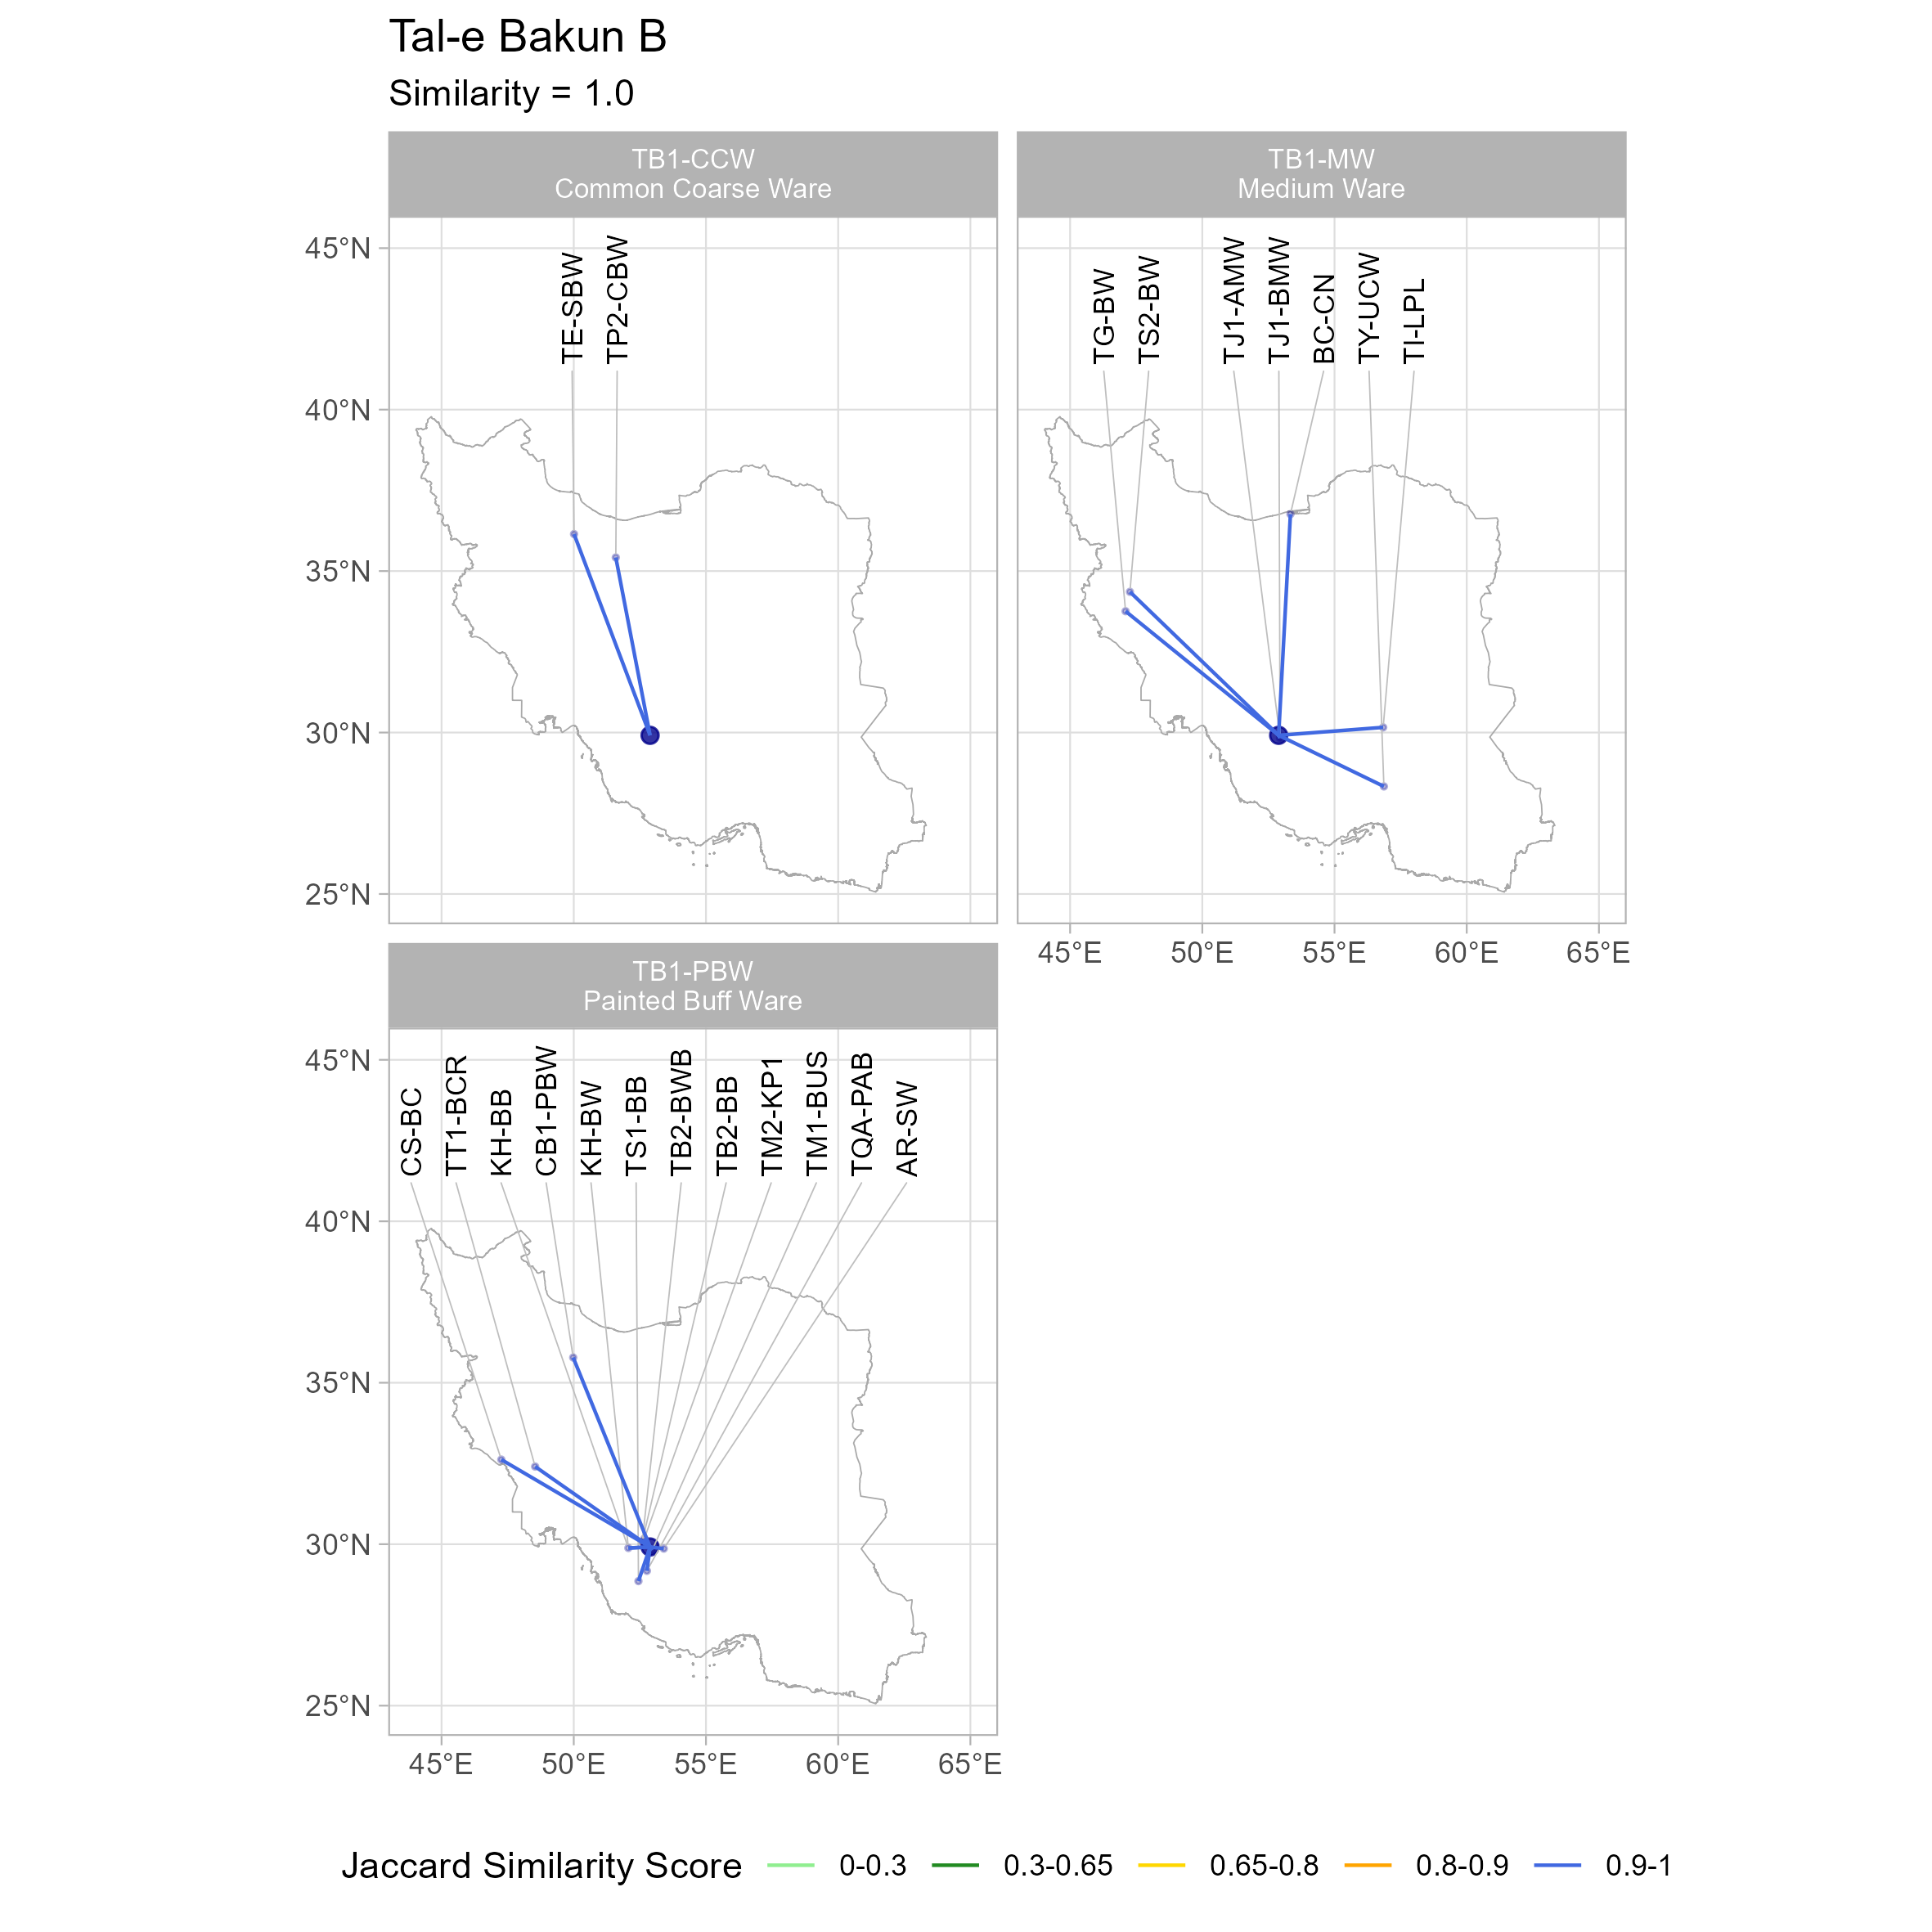 Tal-e Bakun B
Similarity = 1.0
TB1-CCW
Common Coarse Ware
TB1-MW
Medium Ware
45°N
40°N
35°N
30°N
25°N
TE-SBW
TP2-CBW
TG-BW
TS2-BW
TJ1-AMW
TJ1-BMW
BC-CN
TY-UCW
TI-LPL
45°E
50°E
55°E
60°E
65°E
TB1-PBW
Painted Buff Ware
45°N
40°N
35°N
30°N
25°N
CS-BC
TT1-BCR
KH-BB
CB1-PBW
KH-BW
TS1-BB
TB2-BWB
TB2-BB
TM2-KP1
TM1-BUS
TQA-PAB
AR-SW
45°E
50°E
55°E
60°E
65°E
Jaccard Similarity Score 0-0.3 0.3-0.65 0.65-0.8 0.8-0.9 0.9-1